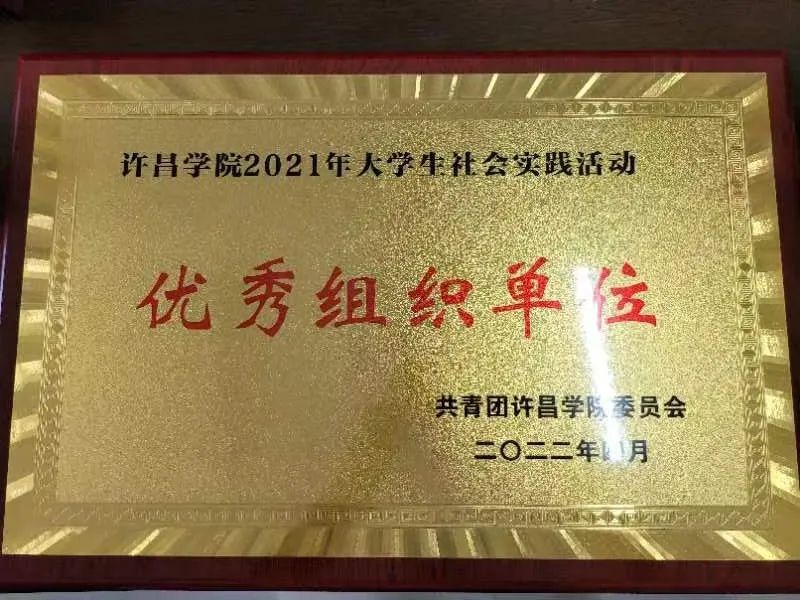 许昌学院2021年大学生社会实践活动
优秀组织单位
共青团许昌学院委员会
二〇二二年四月